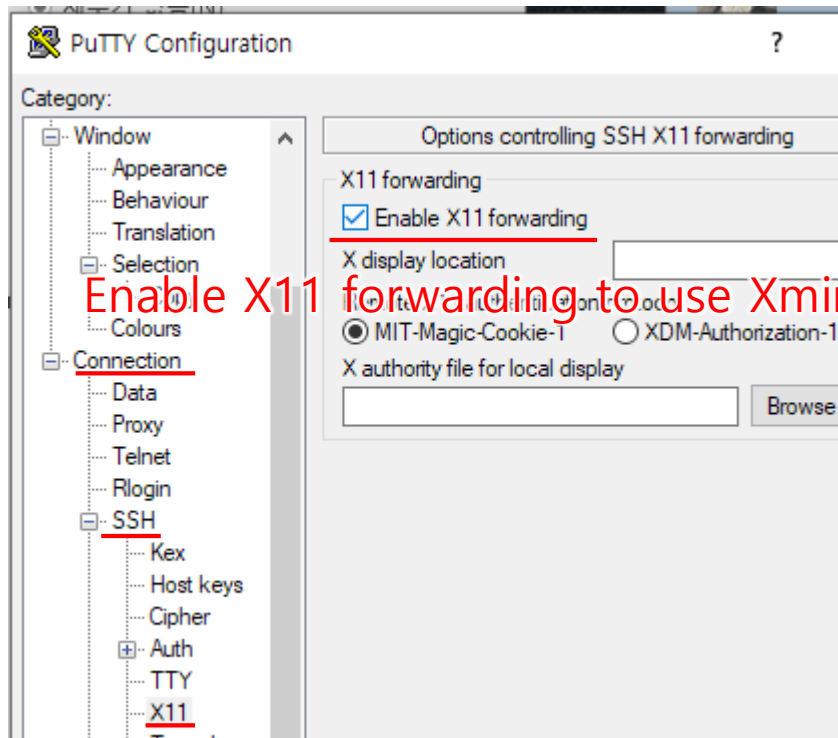 PuTTY Configuration
?
Category:
Window
Appearance
Behaviour
Translation
Selection
Colours
Connection
Data
Proxy
Telnet
Rlogin
SSH
Kex
Host keys
Cipher
Auth
TTY
X11
Options controlling SSH X11 forwarding
X11 forwarding
Enable X11 forwarding
X display location
Enable X11 forwarding to use Xmi
MIT-Magic-Cookie-1
XDM-Authorization-1
X authority file for local display
Browse